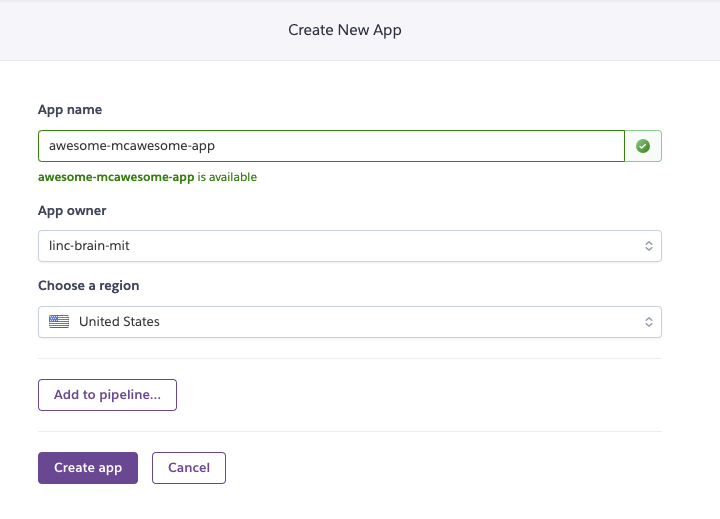 Create New App
App name
awesome-mcawesome-app
awesome-mcawesome-app is available
App owner
linc-brain-mit
Choose a region
United States
Add to pipeline...
Create app
Cancel